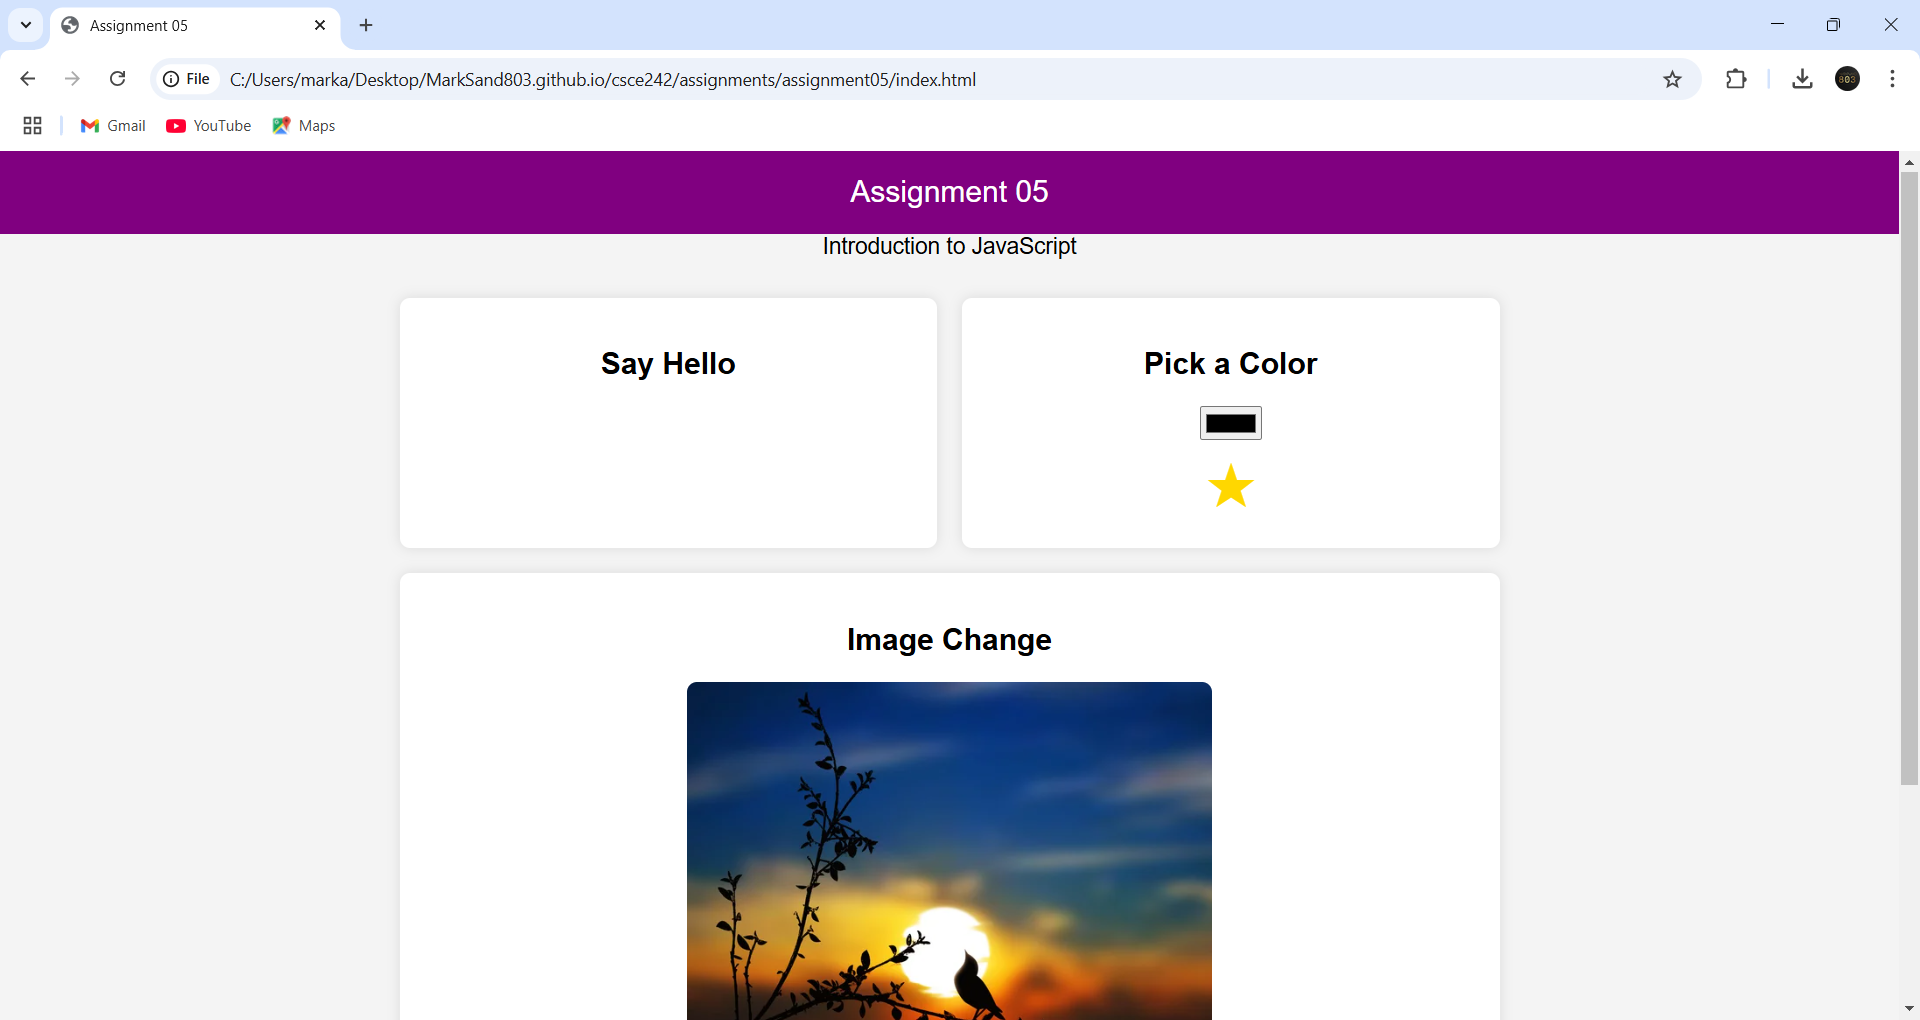 Assignment 05
File
C:/Users/marka/Desktop/MarkSand803.github.io/csce242/assignments/assignment05/index.html
803
Gmail
YouTube
Maps
Assignment 05
Introduction to JavaScript
Say Hello
Pick a Color
Image Change